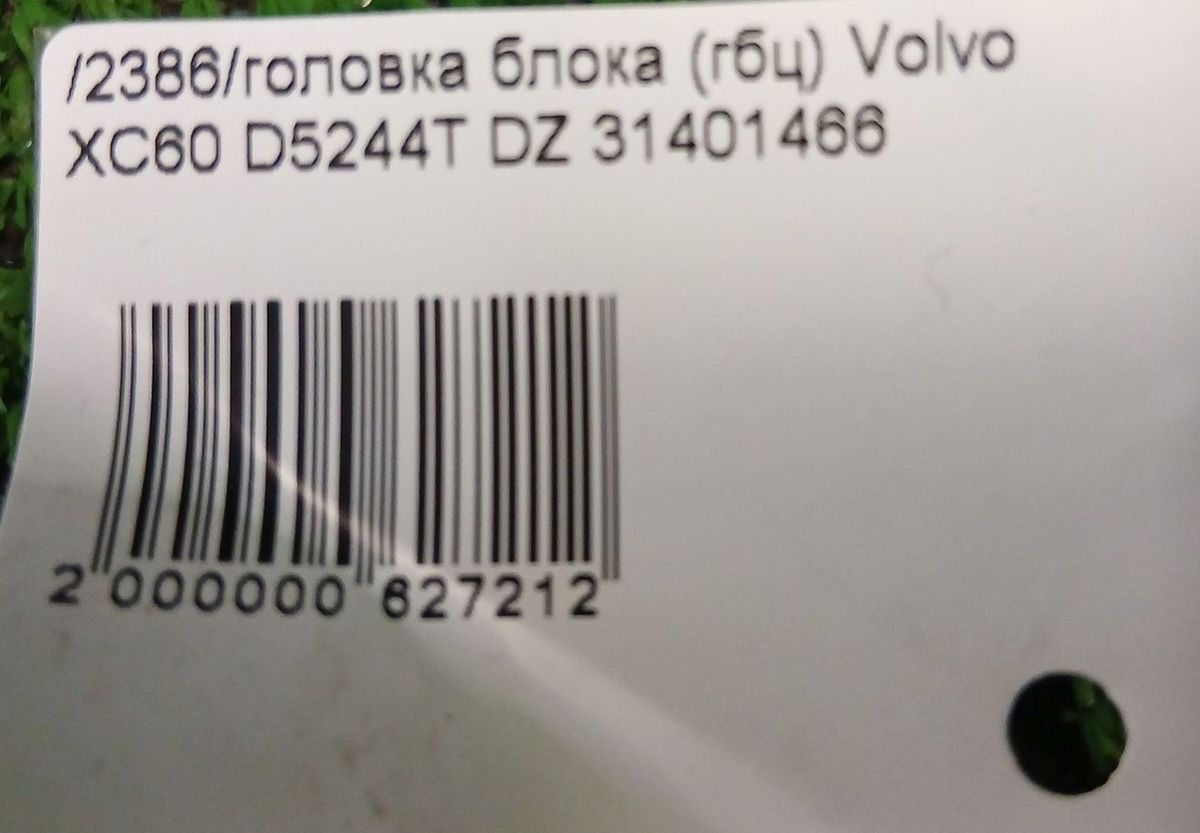 /2386/головка блока (гбц) Volvo
XC60 D5244T DZ 31401466
2 000000 627212